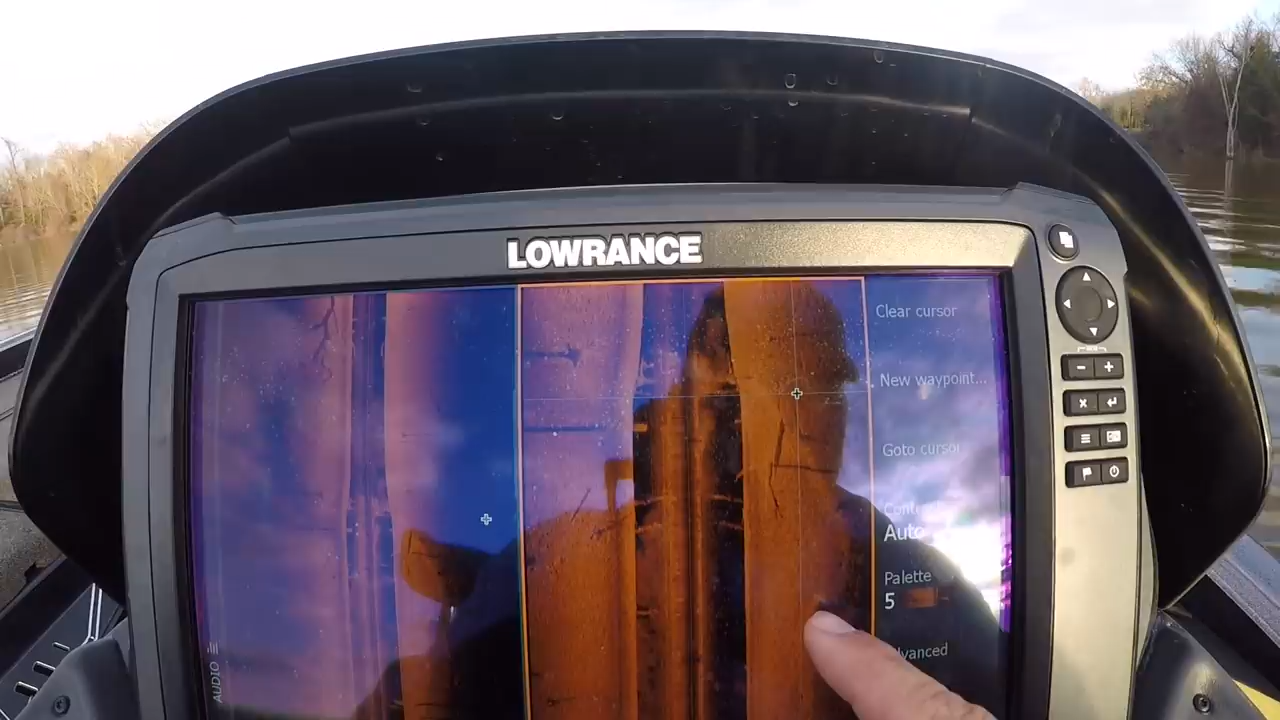 LOWRANCE
Clear cursor
New waypoint...
Goto cursor
Auto
Palette
5
AUDIO